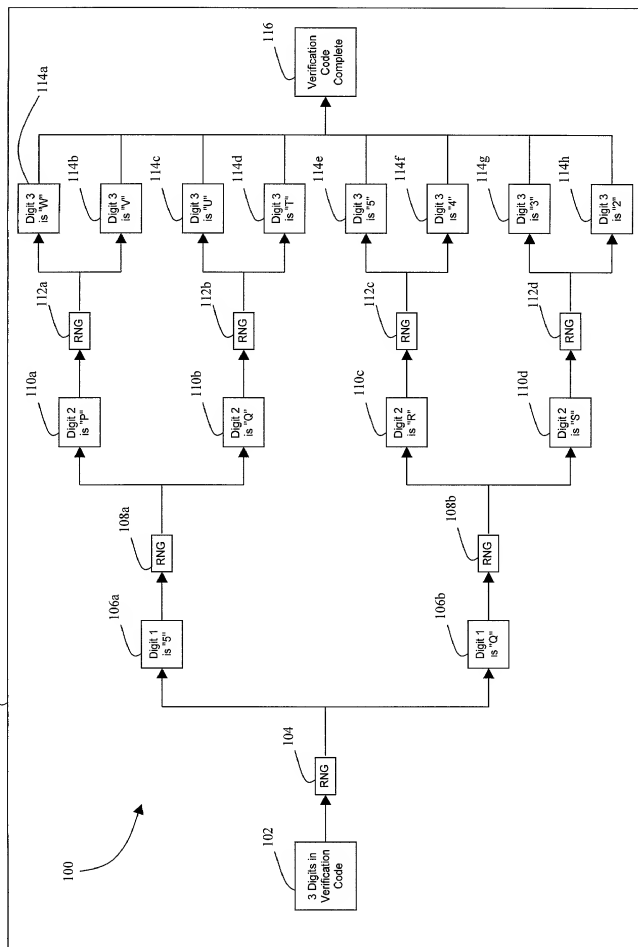 100
102
3 Digits in
Verification
Code
104
RNG
106a
Digit 1
is "5"
106b
Digit 1
is "Q"
108a
RNG
108b
RNG
110a
Digit 2
is "P"
110b
Digit 2
is "Q"
110c
Digit 2
is "R"
110d
Digit 2
is "S"
112a
RNG
112b
RNG
112c
RNG
112d
RNG
114a
Digit 3
is "W"
114b
Digit 3
is "V"
114c
Digit 3
is "U"
114d
Digit 3
is "T"
114e
Digit 3
is "5"
114f
Digit 3
is "4"
114g
Digit 3
is "3"
114h
Digit 3
is "2"
116
Verification
Code
Complete